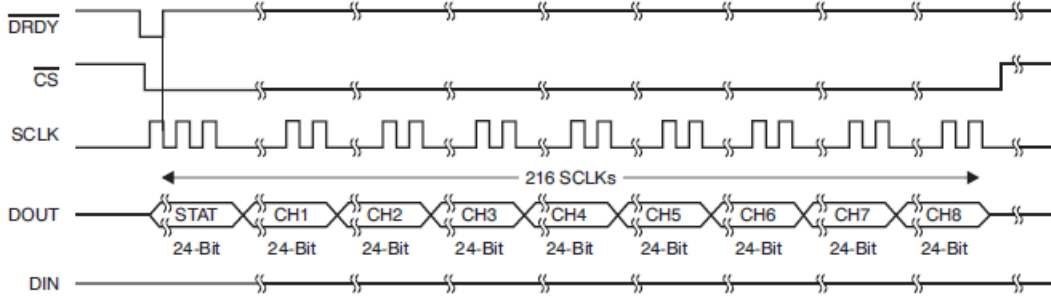 DRDY
CS
SCLK
216 SCLKs
DOUT STAT CH1 CH2 CH3 CH4 CH5 CH6 CH7 CH8
24-Bit 24-Bit 24-Bit 24-Bit 24-Bit 24-Bit 24-Bit 24-Bit 24-Bit
DIN